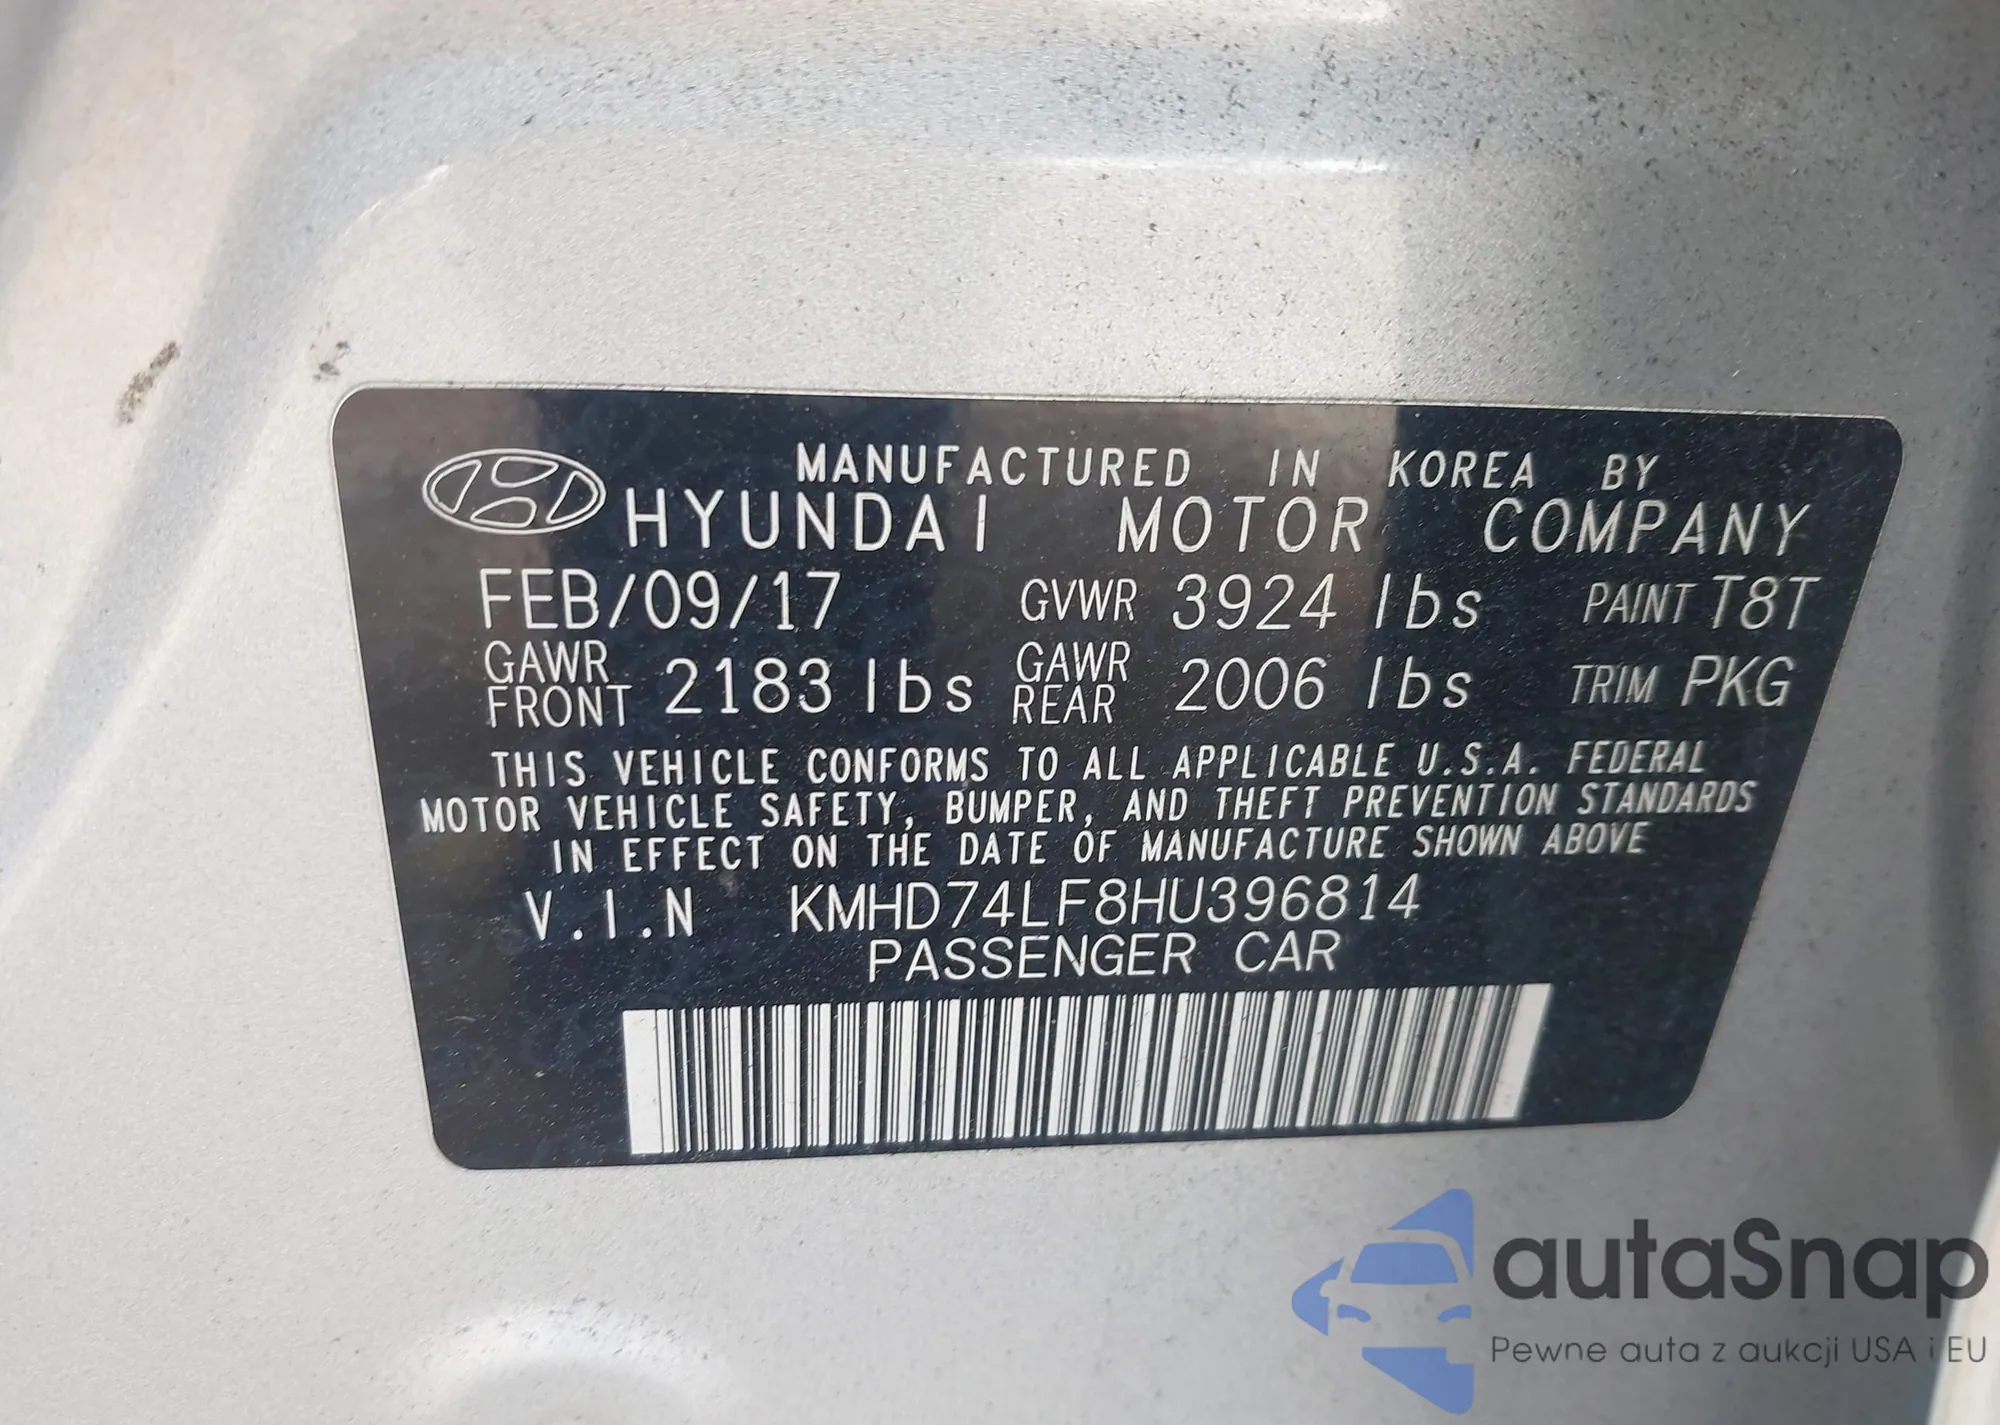 MANUFACTURED IN KOREA BY
HYUNDAI MOTOR COMPANY
FEB/09/17 GVWR 3924 lbs PAINT T8T
GAWR FRONT 2183 lbs GAWR REAR 2006 lbs TRIM PKG
THIS VEHICLE CONFORMS TO ALL APPLICABLE U.S.A. FEDERAL
MOTOR VEHICLE SAFETY, BUMPER, AND THEFT PREVENTION STANDARDS
IN EFFECT ON THE DATE OF MANUFACTURE SHOWN ABOVE
V.I.N KMHD74LF8HU396814
PASSENGER CAR
autaSnap
Pewne auta z aukcji USA i EU